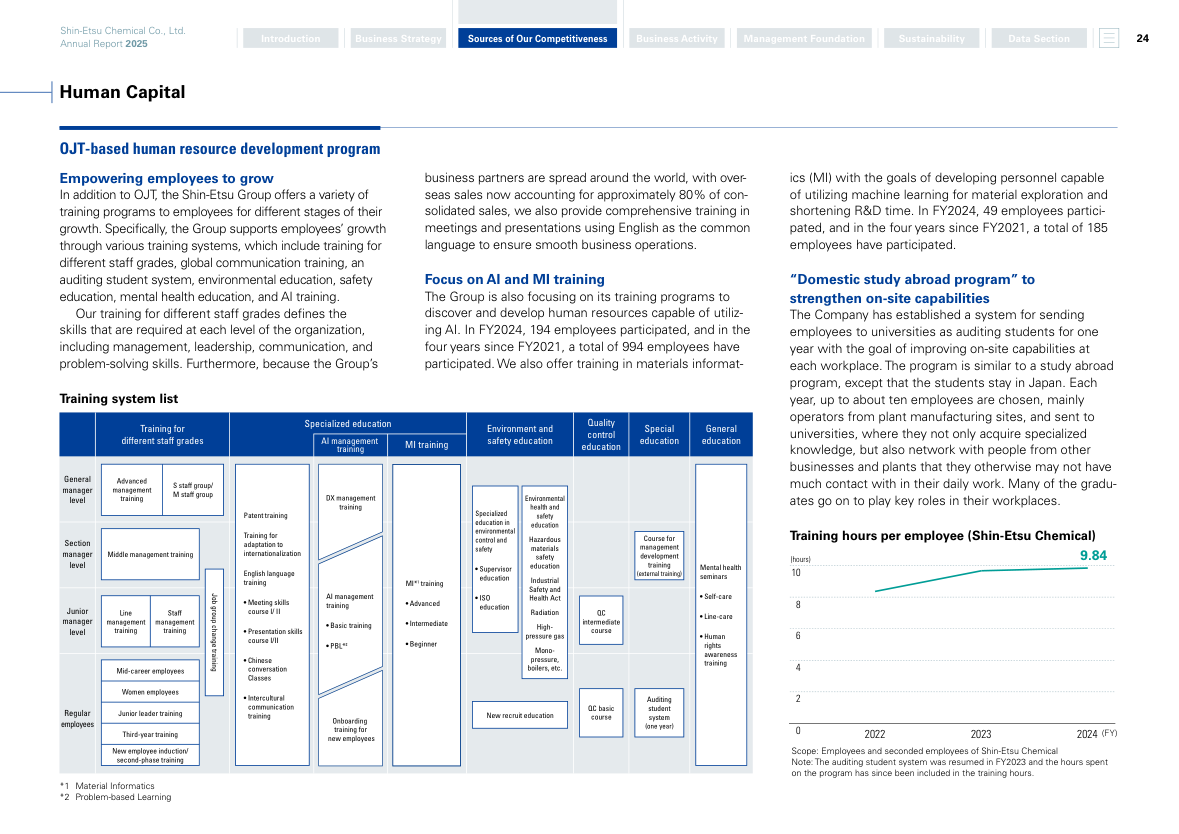 Shin-Etsu Chemical Co., Ltd.
Annual Report 2025
Introduction
Business Strategy
Sources of Our Competitiveness
Business Activity
Management Foundation
Sustainability
Data Section
24
Human Capital
OJT-based human resource development program
Empowering employees to grow
In addition to OJT, the Shin-Etsu Group offers a variety of
training programs to employees for different stages of their
growth. Specifically, the Group supports employees’ growth
through various training systems, which include training for
different staff grades, global communication training, an
auditing student system, environmental education, safety
education, mental health education, and AI training.
Our training for different staff grades defines the
skills that are required at each level of the organization,
including management, leadership, communication, and
problem-solving skills. Furthermore, because the Group’s
business partners are spread around the world, with over-
seas sales now accounting for approximately 80% of con-
solidated sales, we also provide comprehensive training in
meetings and presentations using English as the common
language to ensure smooth business operations.
Focus on AI and MI training
The Group is also focusing on its training programs to
discover and develop human resources capable of utiliz-
ing AI. In FY2024, 194 employees participated, and in the
four years since FY2021, a total of 994 employees have
participated. We also offer training in materials informat-
ics (MI) with the goals of developing personnel capable
of utilizing machine learning for material exploration and
shortening R&D time. In FY2024, 49 employees partici-
pated, and in the four years since FY2021, a total of 185
employees have participated.
“Domestic study abroad program” to
strengthen on-site capabilities
The Company has established a system for sending
employees to universities as auditing students for one
year with the goal of improving on-site capabilities at
each workplace. The program is similar to a study abroad
program, except that the students stay in Japan. Each
year, up to about ten employees are chosen, mainly
operators from plant manufacturing sites, and sent to
universities, where they not only acquire specialized
knowledge, but also network with people from other
businesses and plants that they otherwise may not have
much contact with in their daily work. Many of the gradu-
ates go on to play key roles in their workplaces.
Training system list
Training for
different staff grades
Specialized education
AI management
training
MI training
Environment and
safety education
Quality
control
education
Special
education
General
education
General
manager
level
Section
manager
level
Junior
manager
level
Regular
employees
Advanced
management
training
S staff group/
M staff group
Middle management training
Line
management
training
Staff
management
training
Job group change training
Mid-career employees
Women employees
Junior leader training
Third-year training
New employee induction/
second-phase training
Patent training
Training for
adaptation to
internationalization
English language
training
• Meeting skills
course I/ II
• Presentation skills
course I/II
• Chinese
conversation
Classes
• Intercultural
communication
training
DX management
training
AI management
training
• Basic training
• PBL*2
Onboarding
training for
new employees
MI*1 training
• Advanced
• Intermediate
• Beginner
Specialized
education in
environmental
control and
safety
• Supervisor
education
• ISO
education
Environmental
health and
safety
education
Hazardous
materials
safety
education
Industrial
Safety and
Health Act
Radiation
High-
pressure gas
Mono-
pressure,
boilers, etc.
New recruit education
QC
intermediate
course
QC basic
course
Course for
management
development
training
(external training)
Auditing
student
system
(one year)
Mental health
seminars
• Self-care
• Line-care
• Human
rights
awareness
training
*1 Material Informatics
*2 Problem-based Learning
Training hours per employee (Shin-Etsu Chemical)
(hours)
9.84
10
8
6
4
2
0
2022
2023
2024 (FY)
Scope: Employees and seconded employees of Shin-Etsu Chemical
Note: The auditing student system was resumed in FY2023 and the hours spent
on the program has since been included in the training hours.